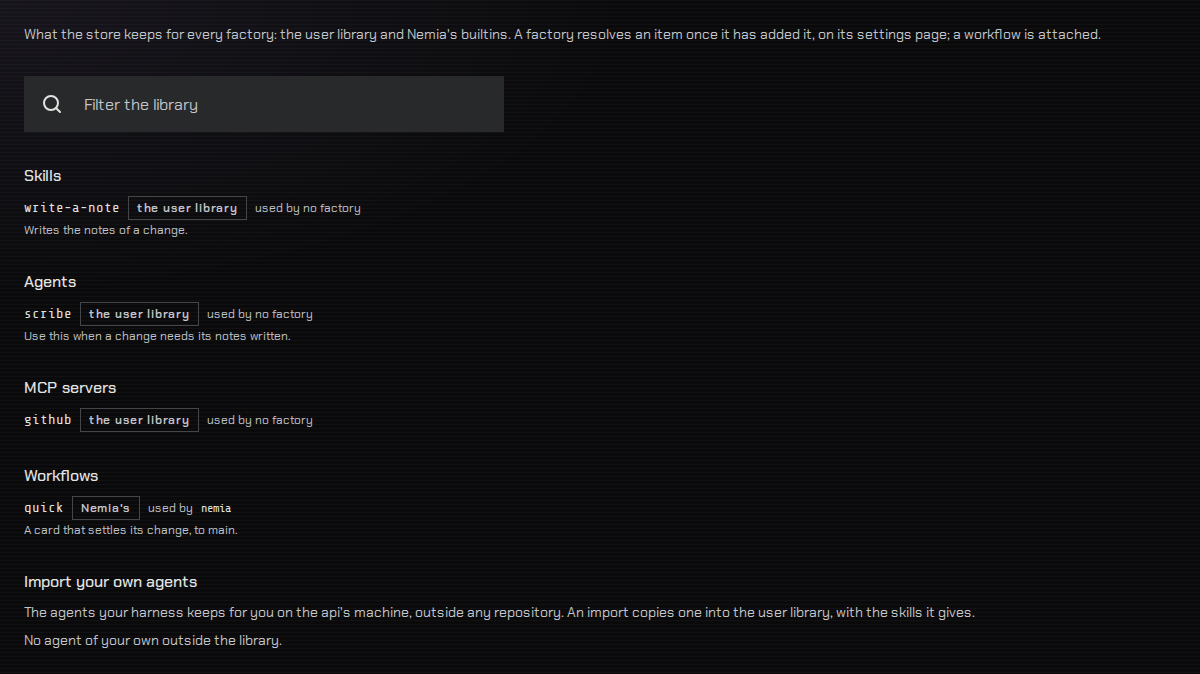 What the store keeps for every factory: the user library and Nemia's builtins. A factory resolves an item once it has added it, on its settings page; a workflow is attached.
Filter the library
Skills
write-a-note the user library used by no factory
Writes the notes of a change.
Agents
scribe the user library used by no factory
Use this when a change needs its notes written.
MCP servers
github the user library used by no factory
Workflows
quick Nemia's used by nemia
A card that settles its change, to main.
Import your own agents
The agents your harness keeps for you on the api's machine, outside any repository. An import copies one into the user library, with the skills it gives.
No agent of your own outside the library.